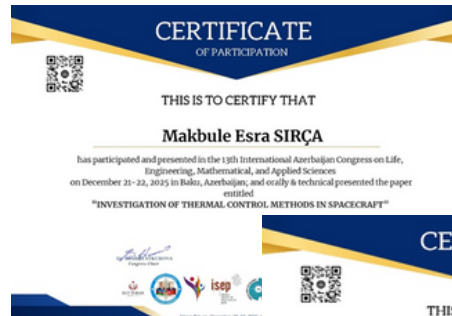 CERTIFICATE
OF PARTICIPATION
THIS IS TO CERTIFY THAT
Makbule Esra SIRÇA
has participated and presented in the 13th International Azerbaijan Congress on Life,
Engineering, Mathematical, and Applied Sciences
on December 21-22, 2025 in Baku, Azerbaijan; and orally & technical presented the paper
entitled
"INVESTIGATION OF THERMAL CONTROL METHODS IN SPACECRAFT"
Congress Chair
isep
CE
THIS